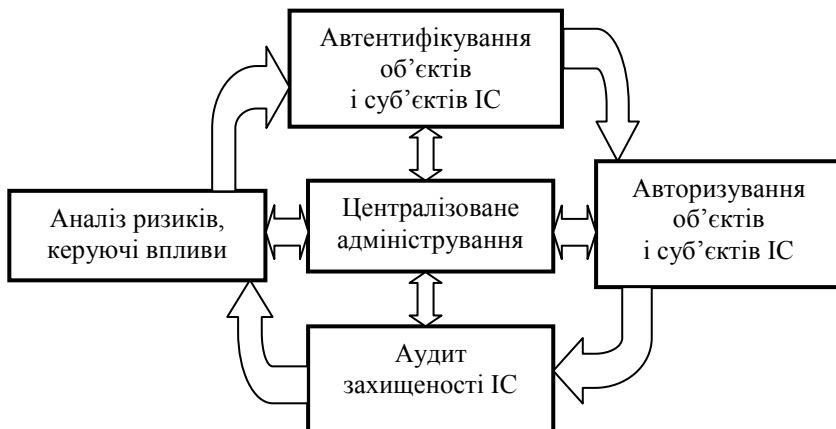 Автентифікування
об’єктів
і суб’єктів ІС
Аналіз ризиків,
керуючі впливи
Централізоване
адміністрування
Авторизування
об’єктів
і суб’єктів ІС
Аудит
захищеності ІС